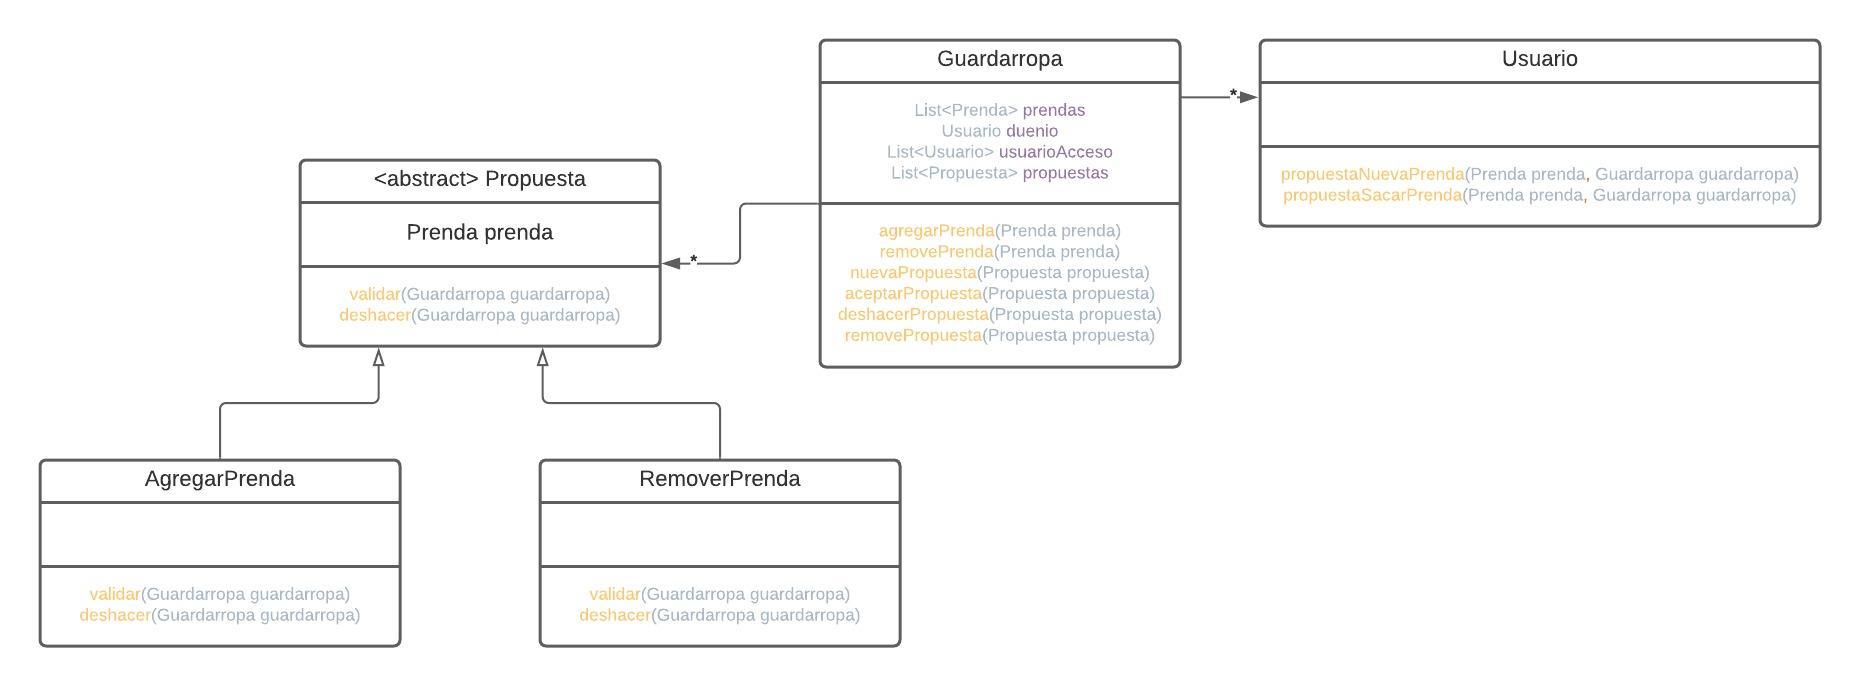 Guardarropa
List<Prenda> prendas
Usuario duenio
List<Usuario> usuarioAcceso
List<Propuesta> propuestas
agregarPrenda(Prenda prenda)
removePrenda(Prenda prenda)
nuevaPropuesta(Propuesta propuesta)
aceptarPropuesta(Propuesta propuesta)
deshacerPropuesta(Propuesta propuesta)
removePropuesta(Propuesta propuesta)
*
Usuario
propuestaNuevaPrenda(Prenda prenda, Guardarropa guardarropa)
propuestaSacarPrenda(Prenda prenda, Guardarropa guardarropa)
<abstract> Propuesta
Prenda prenda
validar(Guardarropa guardarropa)
deshacer(Guardarropa guardarropa)
*
AgregarPrenda
validar(Guardarropa guardarropa)
deshacer(Guardarropa guardarropa)
RemoverPrenda
validar(Guardarropa guardarropa)
deshacer(Guardarropa guardarropa)